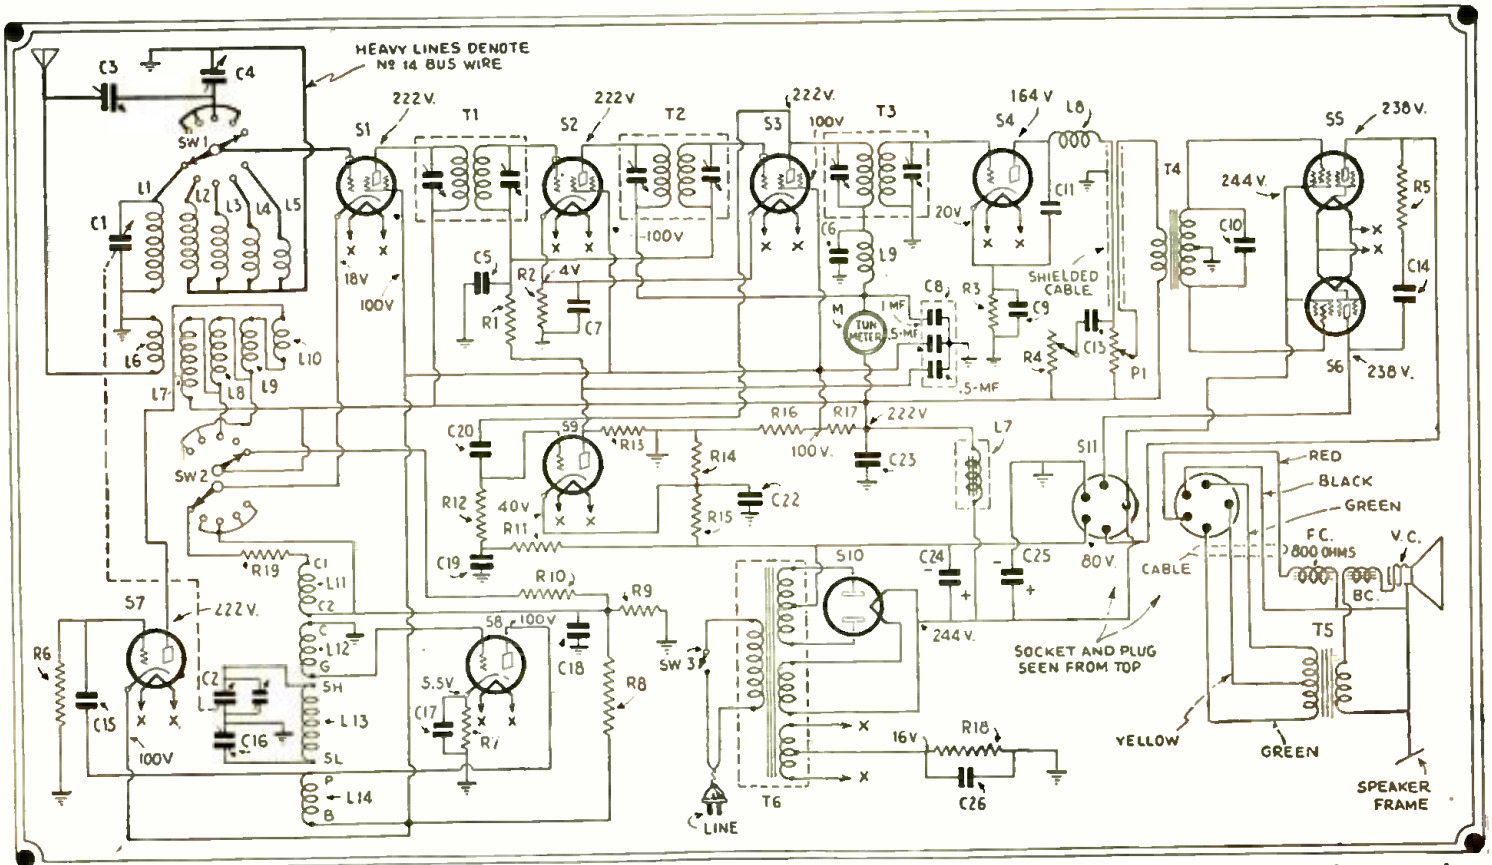 HEAVY LINES DENOTE
Nº 14 BUS WIRE
C3
C4
SW1
S1
222V.
T1
S2
222V
T2
S3
222V.
100V
T3
S4
164 V
L8
S5
238 V.
C1
L1
L2
L3
L4
L5
X X
18V
100V
C5
R1
R2
4V
C7
X X
100V
X X
C6
L9
M
TUN
METER
C8
1 MF
.5-MF
.5-MF
20V
X X
C11
R3
C9
SHIELDED
CABLE
R4
C13
P1
T4
C10
244 V.
X
X
R5
C14
S6
238 V.
L6
L7
L8
L9
L10
SW2
C20
S9
R13
R16
R17
222V
100V.
R14
C23
L7
S11
R12
40V
R11
X X
R15
C22
C19
R19
C1
L11
C2
R10
R9
C18
S10
C24
-
+
C25
-
+
80V.
CABLE
RED
BLACK
GREEN
F.C.
800 OHMS
V.C.
BC.
244 V.
SOCKET AND PLUG
SEEN FROM TOP
T5
YELLOW
GREEN
SPEAKER
FRAME
S7
222V.
R6
C15
X X
100V
C2
C16
C
L12
G
SH
L13
SL
P
L14
B
S8
100V
5.5V
C17
X X
R7
R8
SW 3
LINE
T6
X
X
16V
R18
C26